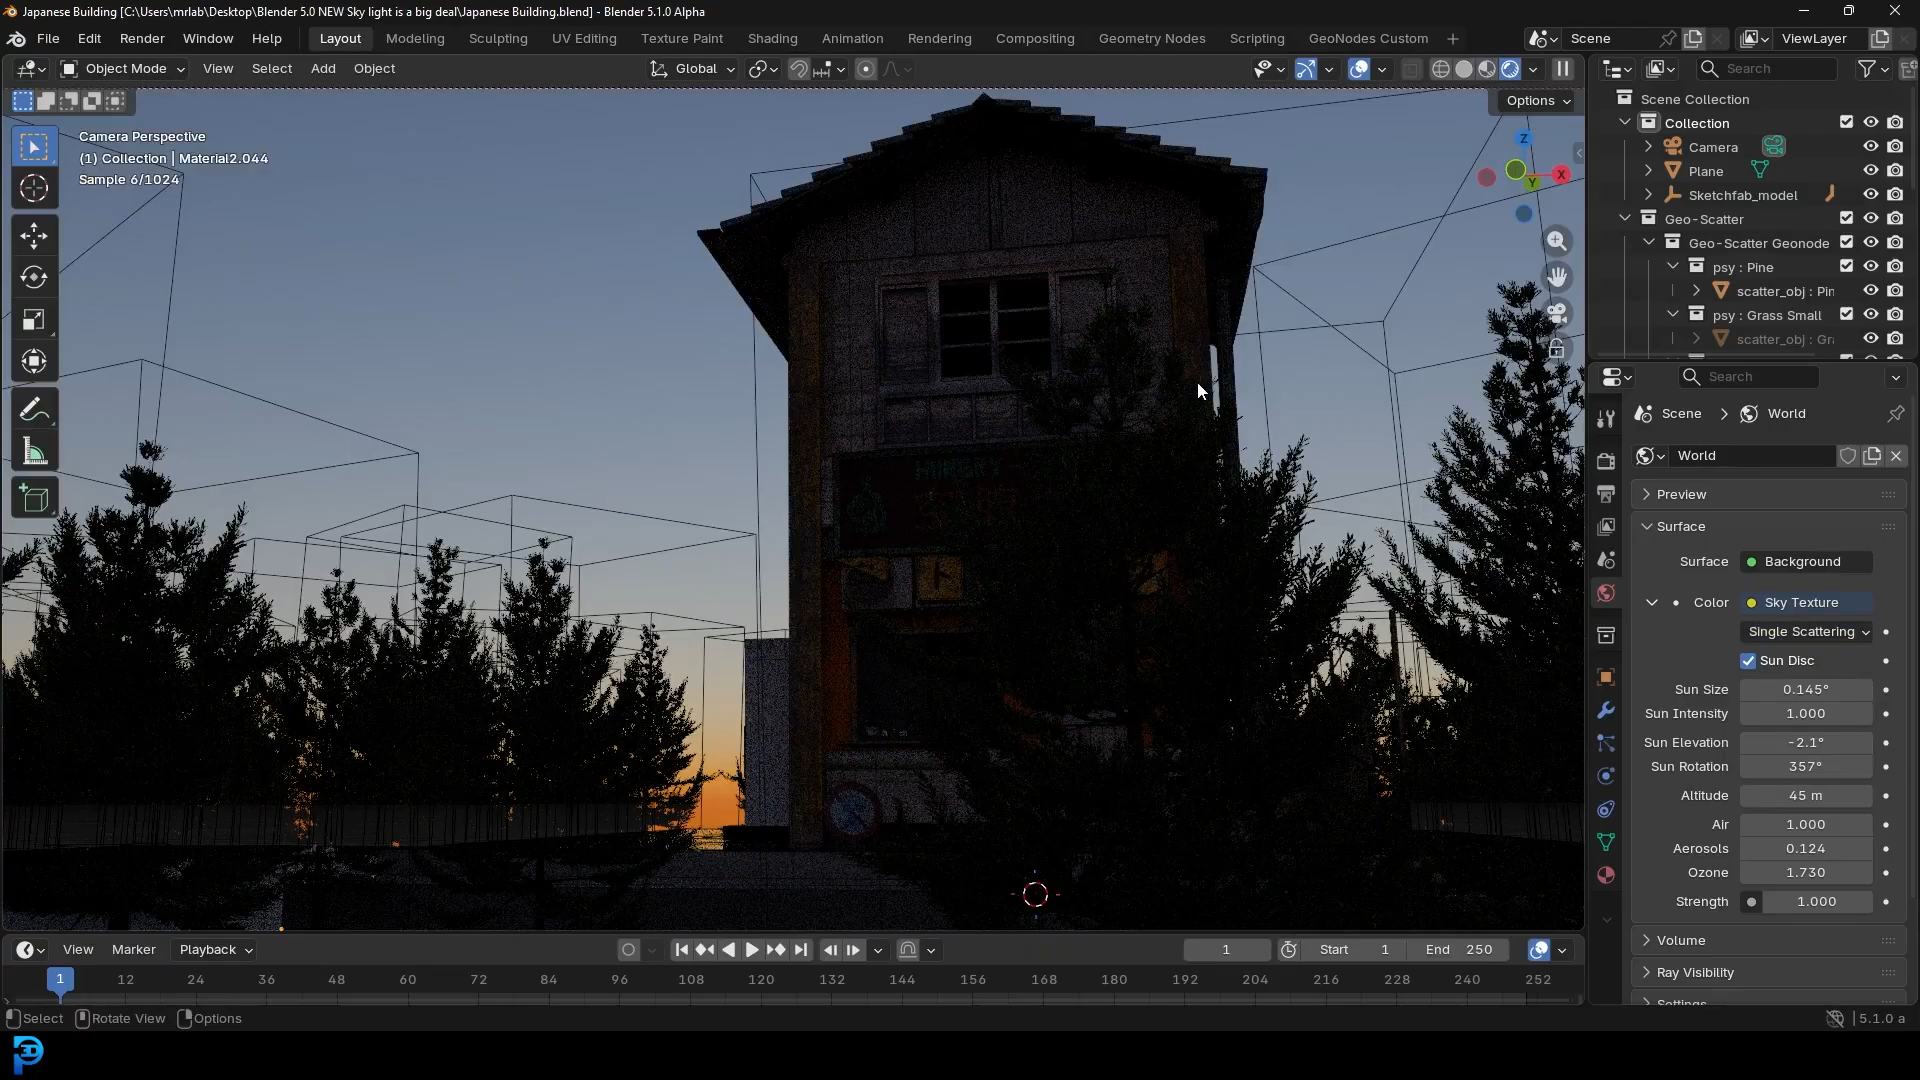 Japanese Building [C:\Users\mrlab\Desktop\Blender 5.0 NEW Sky light is a big deal\Japanese Building.blend] - Blender 5.1.0 Alpha
File Edit Render Window Help Layout Modeling Sculpting UV Editing Texture Paint Shading Animation Rendering Compositing Geometry Nodes Scripting GeoNodes Custom + Scene ViewLayer
Object Mode View Select Add Object Global Search
Options
Camera Perspective
(1) Collection | Material2.044
Sample 6/1024
Z
X
Y
Scene Collection
Collection
Camera
Plane
Sketchfab_model
Geo-Scatter
Geo-Scatter Geonode
psy : Pine
scatter_obj : Pin
psy : Grass Small
scatter_obj : Gra
Search
Scene > World
World
Preview
Surface
Surface Background
Color Sky Texture
Single Scattering
Sun Disc
Sun Size 0.145°
Sun Intensity 1.000
Sun Elevation -2.1°
Sun Rotation 357°
Altitude 45 m
Air 1.000
Aerosols 0.124
Ozone 1.730
Strength 1.000
Volume
Ray Visibility
Settings
View Marker Playback 1 Start 1 End 250
1 12 24 36 48 60 72 84 96 108 120 132 144 156 168 180 192 204 216 228 240 252
Select Rotate View Options 5.1.0 a